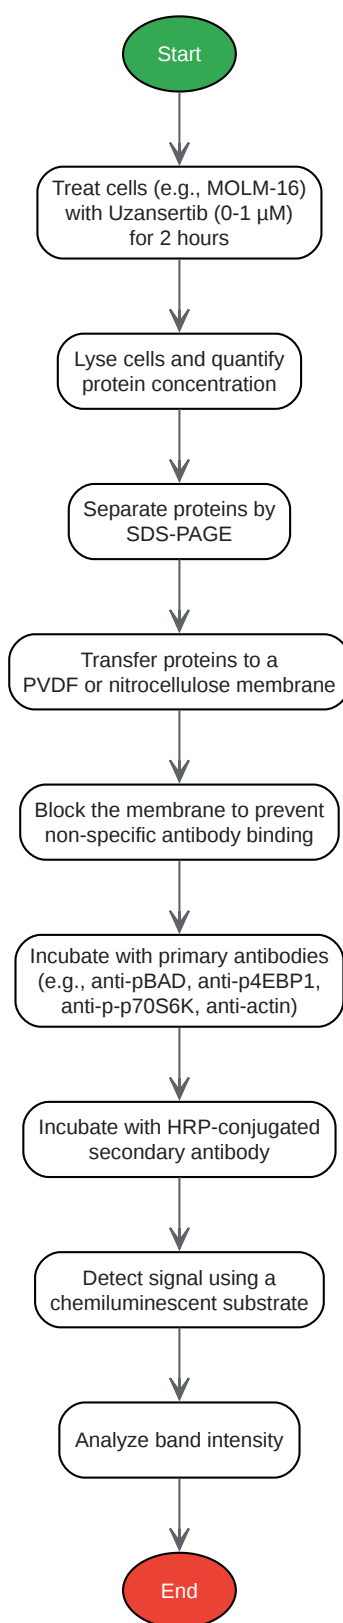 Start
Treat cells (e.g., MOLM-16)
with Uzansertib (0-1 µM)
for 2 hours
Lyse cells and quantify
protein concentration
Separate proteins by
SDS-PAGE
Transfer proteins to a
PVDF or nitrocellulose membrane
Block the membrane to prevent
non-specific antibody binding
Incubate with primary antibodies
(e.g., anti-pBAD, anti-p4EBP1,
anti-p-p70S6K, anti-actin)
Incubate with HRP-conjugated
secondary antibody
Detect signal using a
chemiluminescent substrate
Analyze band intensity
End